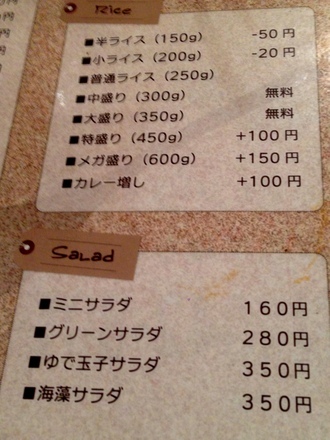 Rice
■半ライス（150g） -50円
■小ライス（200g） -20円
■普通ライス（250g）
■中盛り（300g） 無料
■大盛り（350g） 無料
■特盛り（450g） +100円
■メガ盛り（600g） +150円
■カレー増し +100円
Salad
■ミニサラダ 160円
■グリーンサラダ 280円
■ゆで玉子サラダ 350円
■海藻サラダ 350円